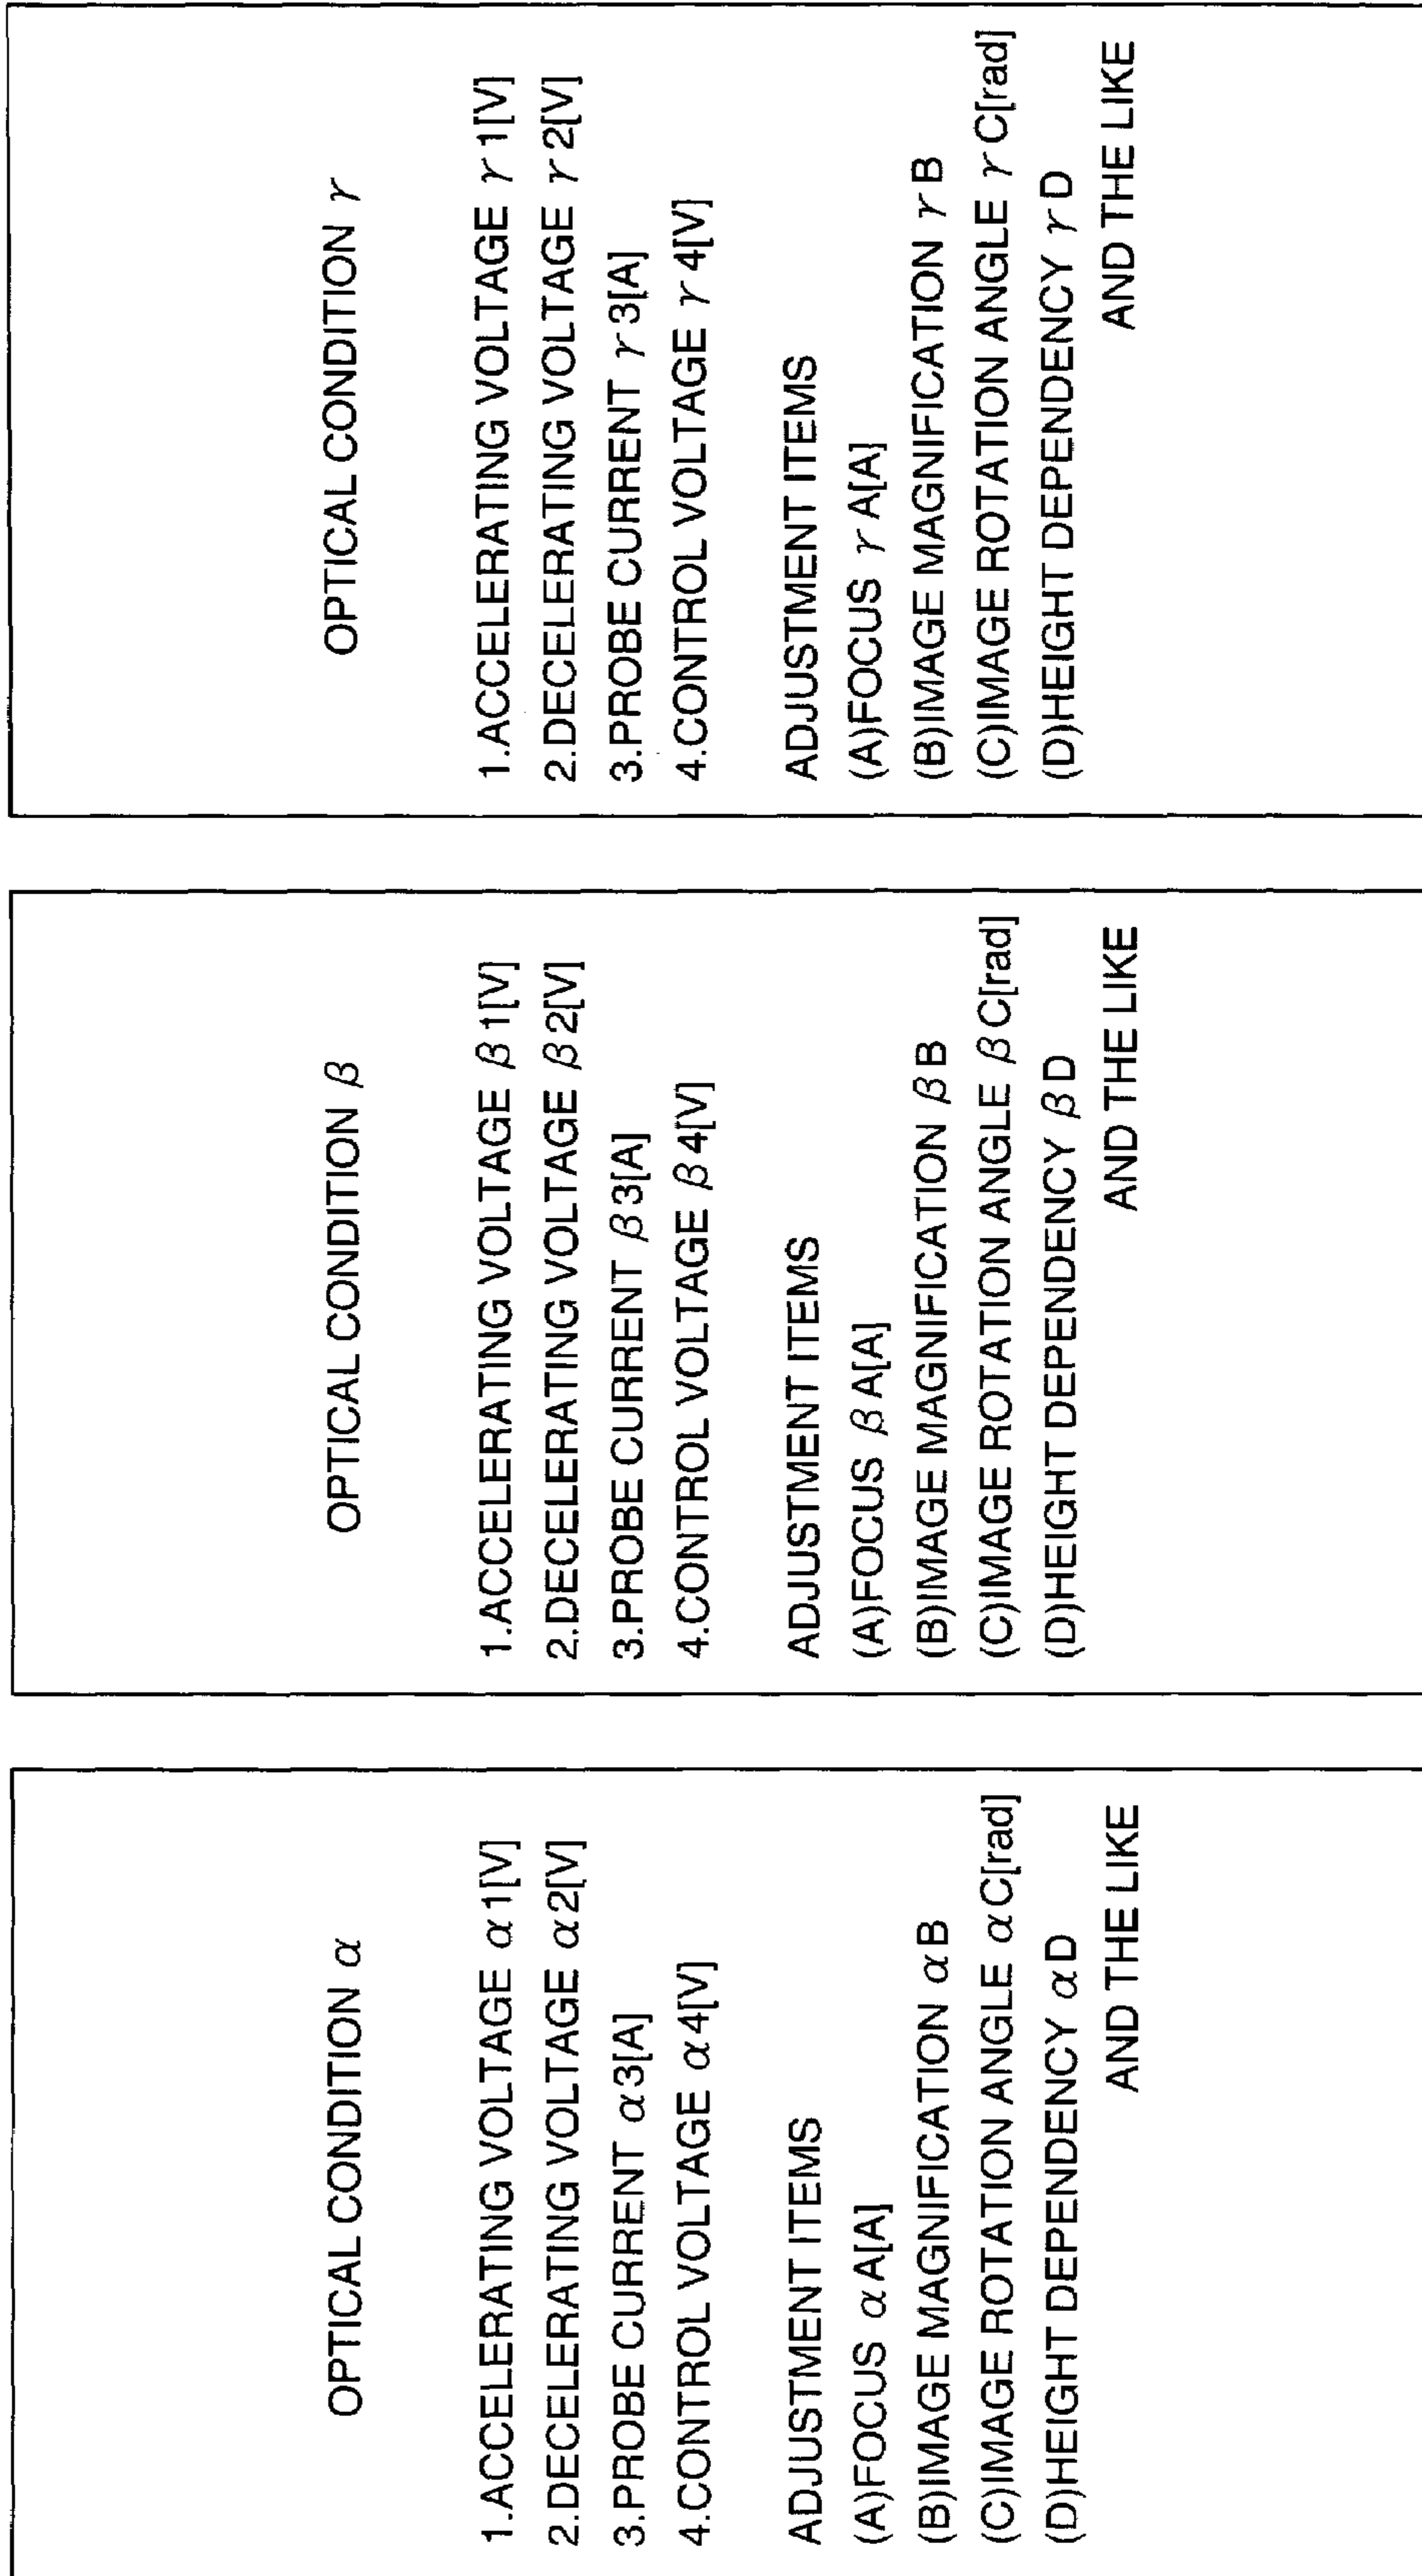 OPTICAL CONDITION α
1.ACCELERATING VOLTAGE α1[V]
2.DECELERATING VOLTAGE α2[V]
3.PROBE CURRENT α3[A]
4.CONTROL VOLTAGE α4[V]
ADJUSTMENT ITEMS
(A)FOCUS αA[A]
(B)IMAGE MAGNIFICATION αB
(C)IMAGE ROTATION ANGLE αC[rad]
(D)HEIGHT DEPENDENCY αD
AND THE LIKE
OPTICAL CONDITION β
1.ACCELERATING VOLTAGE β1[V]
2.DECELERATING VOLTAGE β2[V]
3.PROBE CURRENT β3[A]
4.CONTROL VOLTAGE β4[V]
ADJUSTMENT ITEMS
(A)FOCUS βA[A]
(B)IMAGE MAGNIFICATION βB
(C)IMAGE ROTATION ANGLE βC[rad]
(D)HEIGHT DEPENDENCY βD
AND THE LIKE
OPTICAL CONDITION γ
1.ACCELERATING VOLTAGE γ1[V]
2.DECELERATING VOLTAGE γ2[V]
3.PROBE CURRENT γ3[A]
4.CONTROL VOLTAGE γ4[V]
ADJUSTMENT ITEMS
(A)FOCUS γA[A]
(B)IMAGE MAGNIFICATION γB
(C)IMAGE ROTATION ANGLE γC[rad]
(D)HEIGHT DEPENDENCY γD
AND THE LIKE